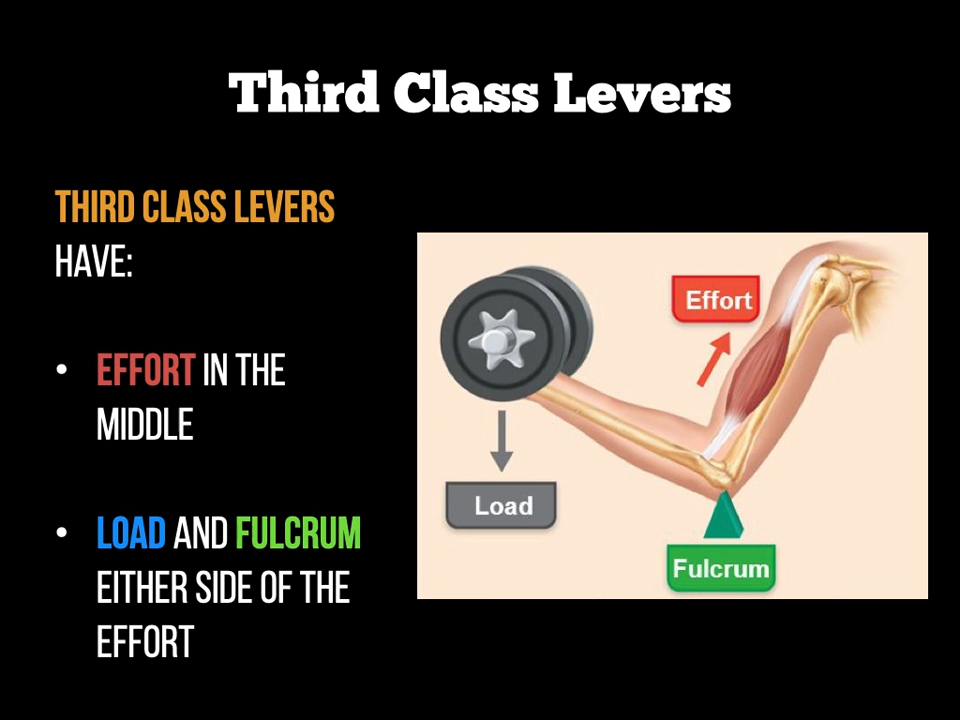 Third Class Levers
THIRD CLASS LEVERS
HAVE:
• EFFORT IN THE
MIDDLE
• LOAD AND FULCRUM
EITHER SIDE OF THE
EFFORT
Effort
Load
Fulcrum